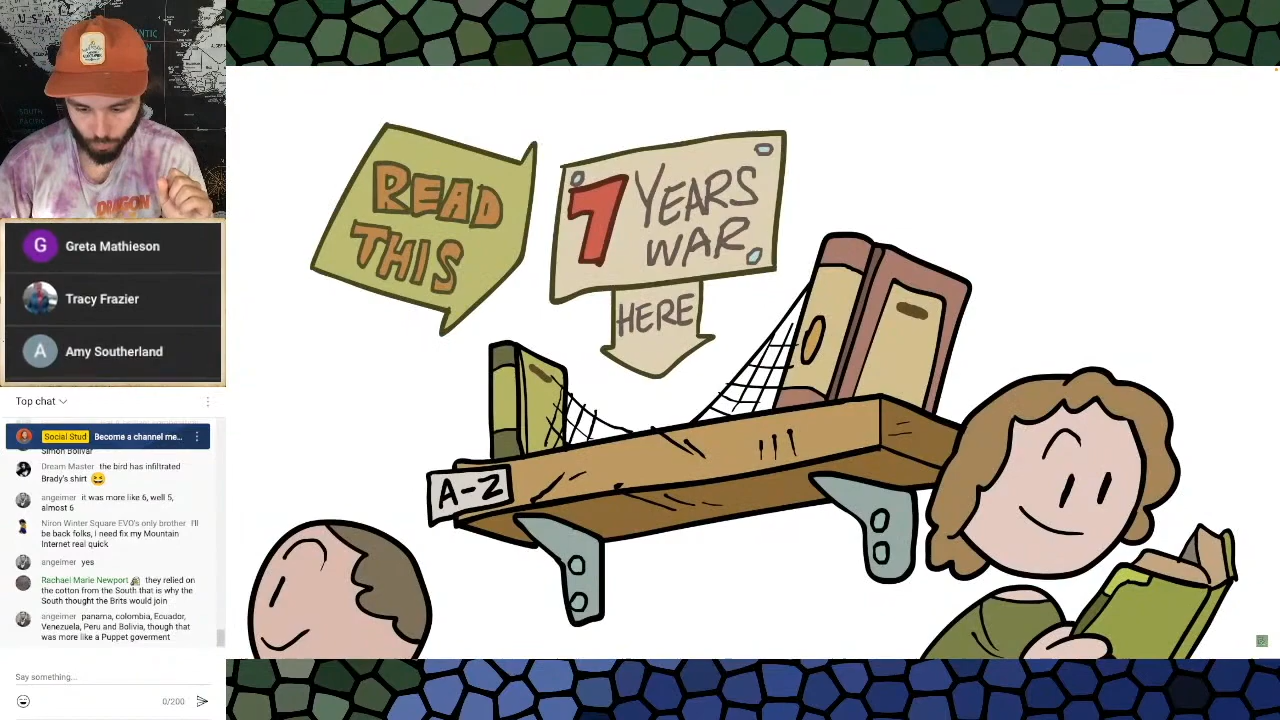 USA
ATLANTIC
SOUTH
PACIFIC
DRAGON
G Greta Mathieson
Tracy Frazier
A Amy Southerland
Top chat
Social Stud Become a channel me...
Simon Bolivar
Dream Master the bird has infiltrated
Brady's shirt
angeimer it was more like 6, well 5,
almost 6
Niron Winter Square EVO's only brother I'll
be back folks, I need fix my Mountain
Internet real quick
angeimer yes
Rachael Marie Newport they relied on
the cotton from the South that is why the
South thought the Brits would join
angeimer panama, colombia, Ecuador,
Venezuela, Peru and Bolivia, though that
was more like a Puppet goverment
Say something...
0/200
READ
THIS
7 YEARS
WAR
HERE
A-Z